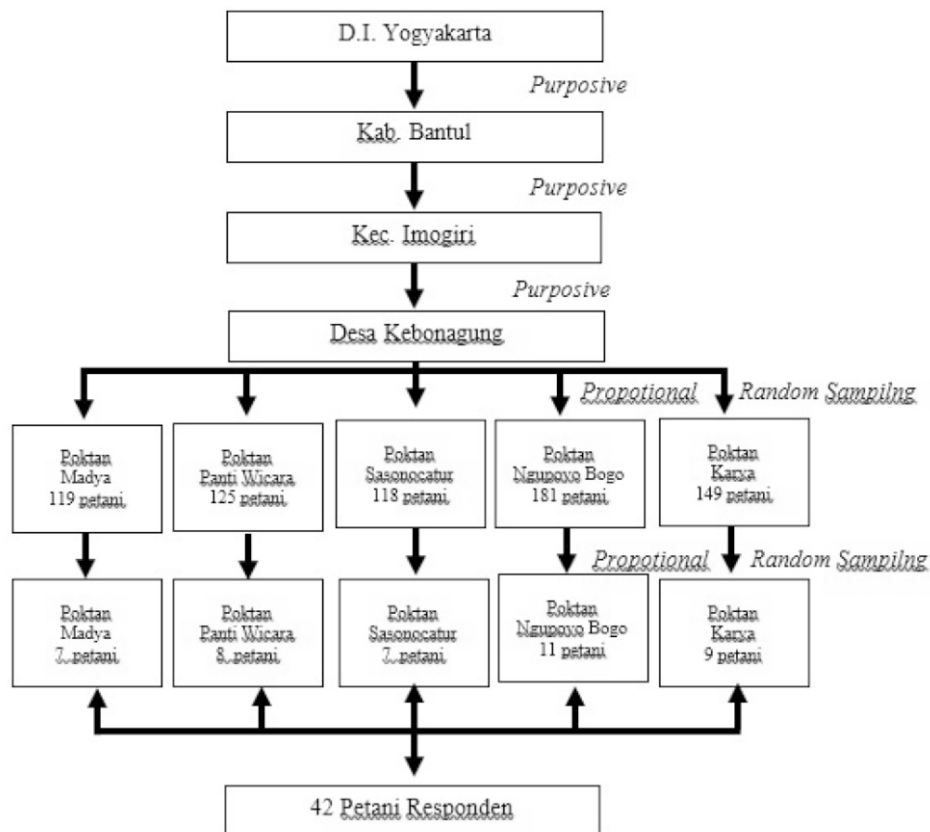 D.I. Yogyakarta
Purposive
Kab. Bantul
Purposive
Kec. Imogiri
Purposive
Desa Kebonagung
Propotional Random Sampilng
Poktan
Madya
119 petani
Poktan
Panti Wicara
125 petani
Poktan
Sasonocatur
118 petani
Poktan
Ngupoyo Bogo
181 petani
Poktan
Karya
149 petani
Propotional Random Sampilng
Poktan
Madya
7 petani
Poktan
Panti Wicara
8 petani
Poktan
Sasonocatur
7 petani
Poktan
Ngupoyo Bogo
11 petani
Poktan
Karya
9 petani
42 Petani Responden